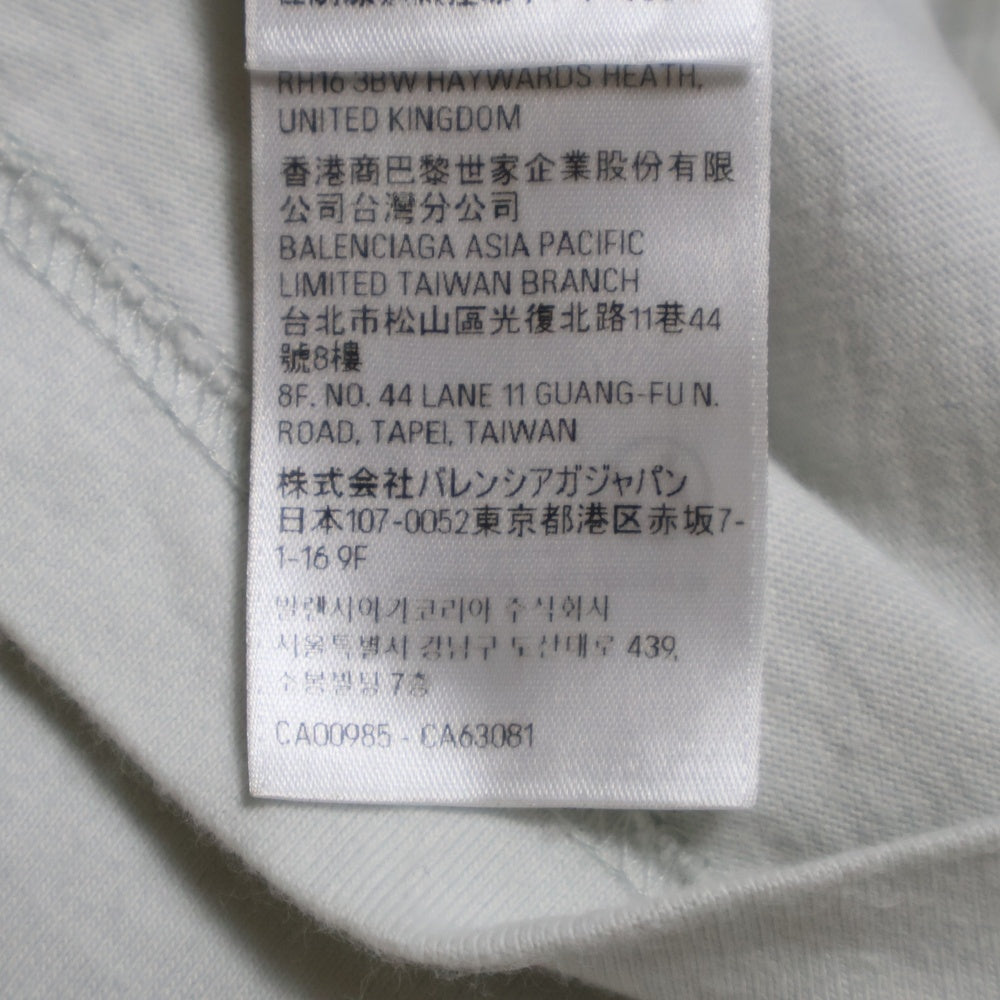 RH16 3BW HAYWARDS HEATH,
UNITED KINGDOM
香港商巴黎世家企業股份有限
公司台灣分公司
BALENCIAGA ASIA PACIFIC
LIMITED TAIWAN BRANCH
台北市松山區光復北路11巷44
號8樓
8F. NO. 44 LANE 11 GUANG-FU N.
ROAD, TAPEI, TAIWAN
株式会社バレンシアガジャパン
日本107-0052東京都港区赤坂7-
1-16 9F
발렌시아가코리아 주식회사
서울특별시 강남구 도산대로 439,
소봉빌딩 7층
CA00985 - CA63081